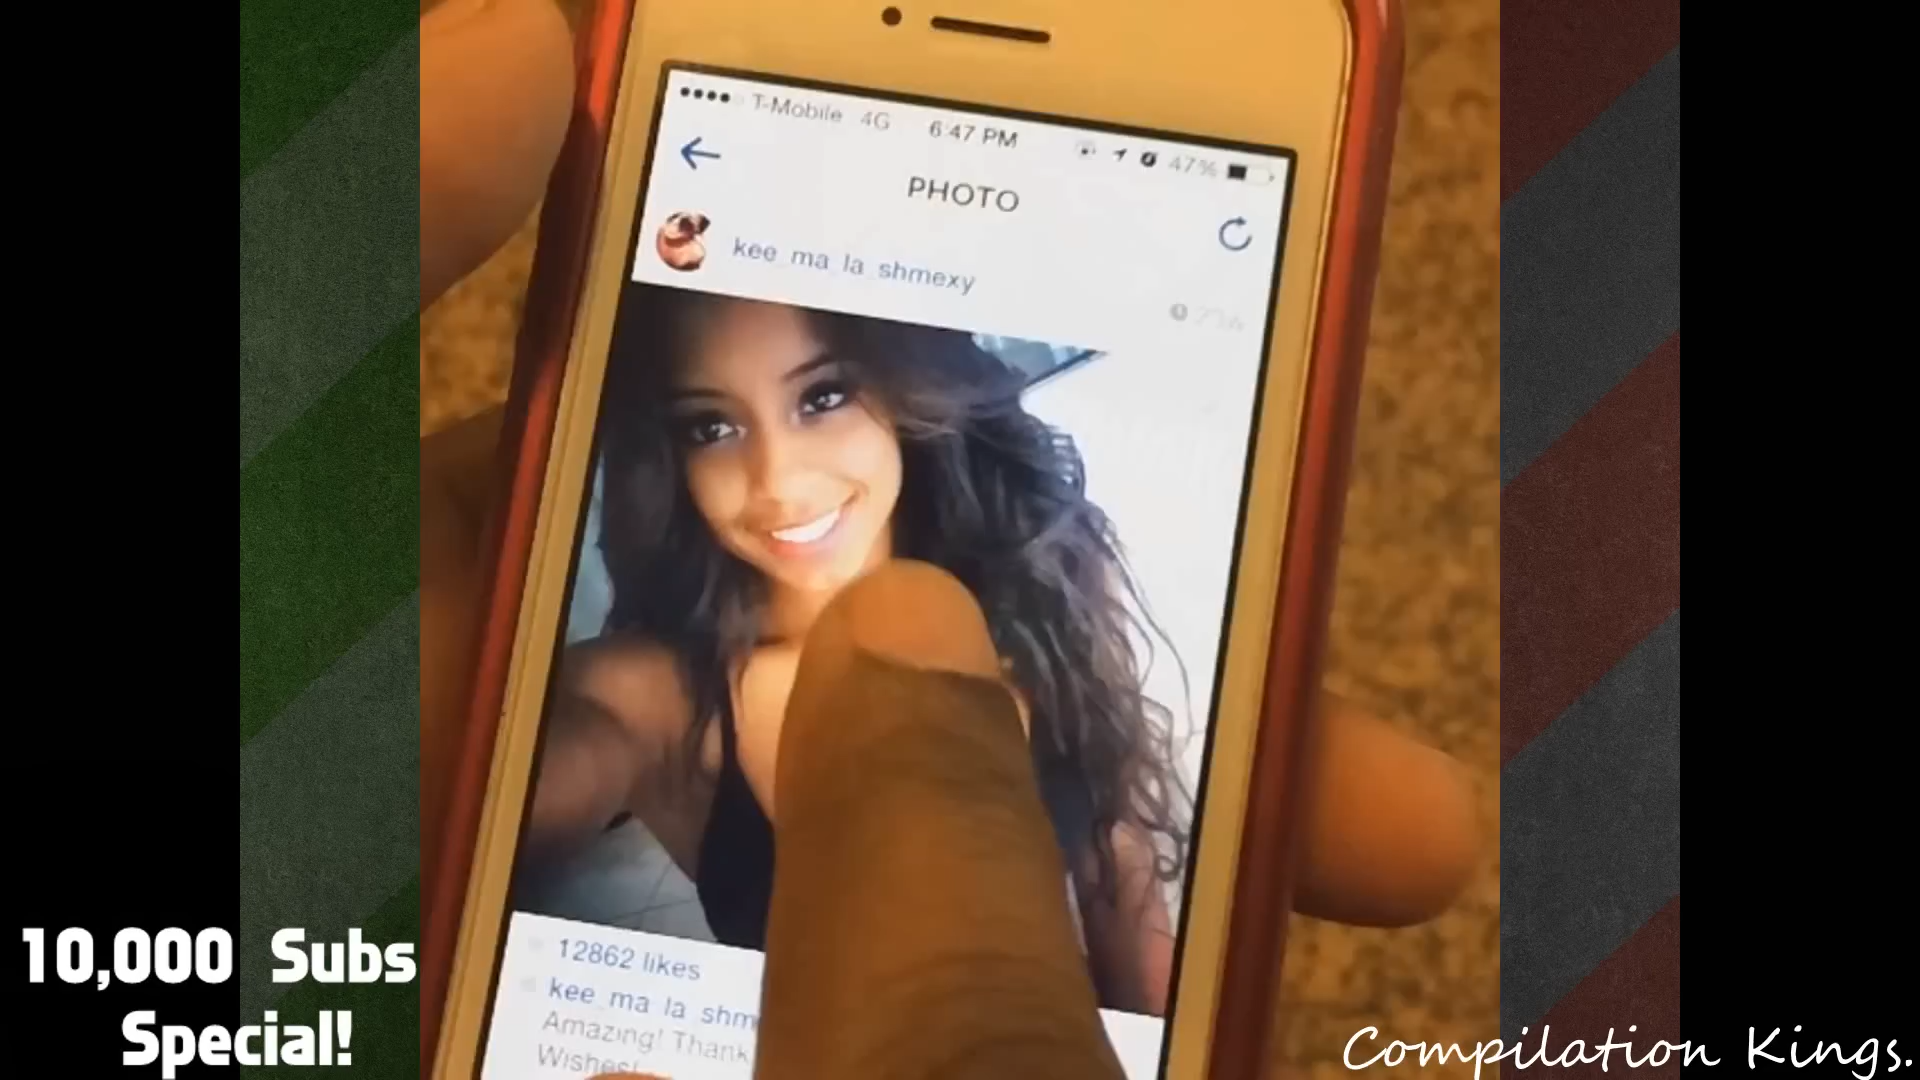 T-Mobile 4G 6:47 PM 47%
PHOTO
kee_ma_la_shmexy
12862 likes
kee_ma_la_shm
Amazing! Thank
Wishes!
10,000 Subs
Special!
Compilation Kings.